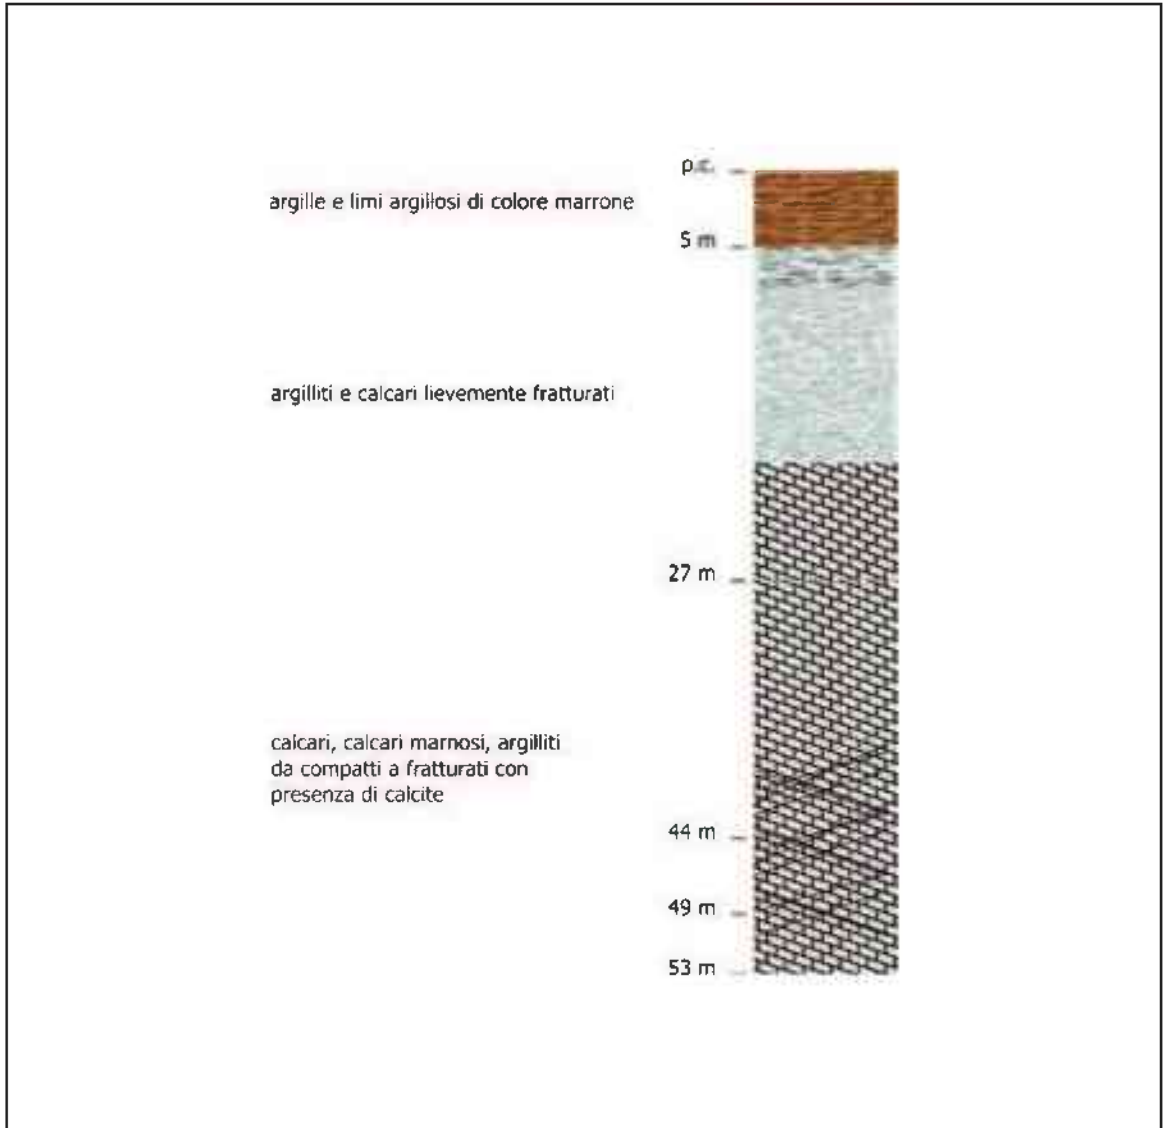 p.c.
argille e limi argillosi di colore marrone
5 m
argilliti e calcari lievemente fratturati
27 m
calcari, calcari marnosi, argilliti
da compatti a fratturati con
presenza di calcite
44 m
49 m
53 m